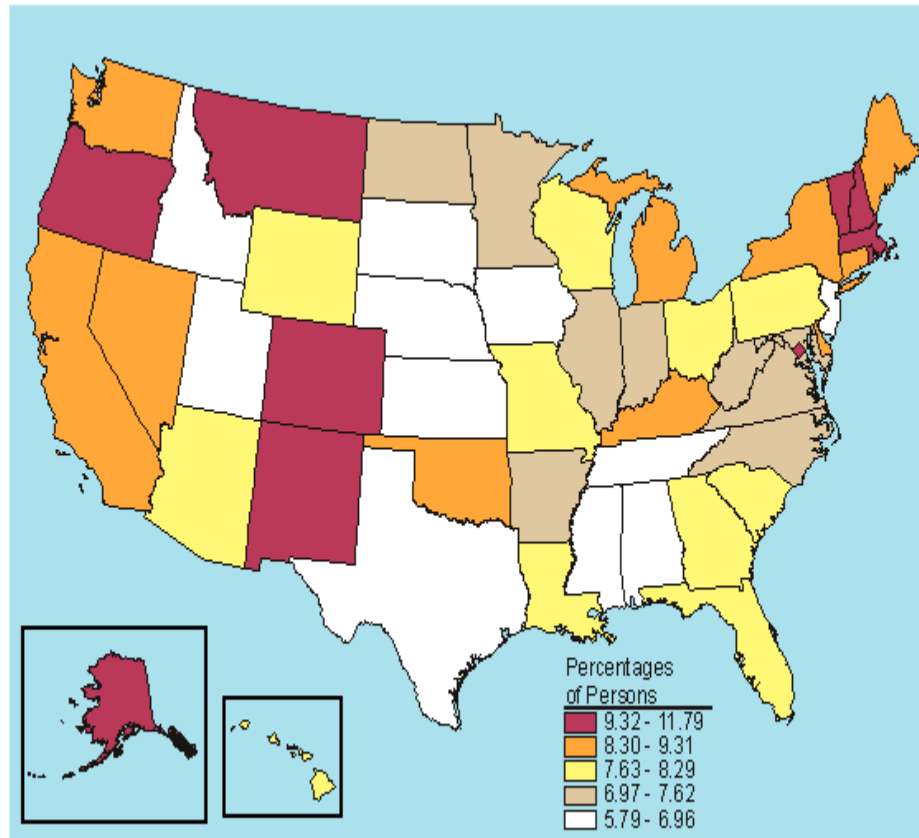 Percentages
of Persons
9.32 - 11.79
8.30 - 9.31
7.63 - 8.29
6.97 - 7.62
5.79 - 6.96